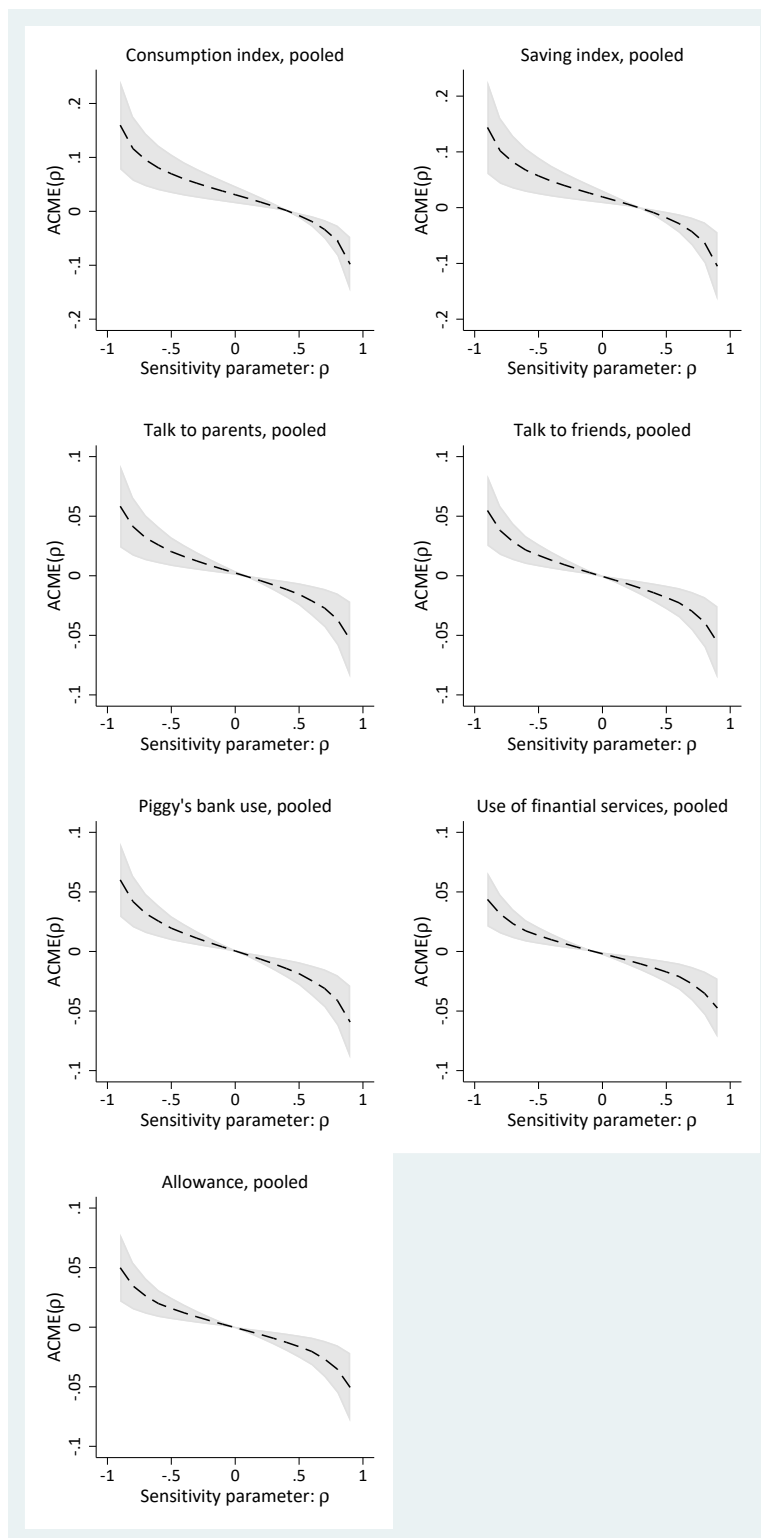 Consumption index, pooled
ACME(ρ)
.2
.1
0
-.1
-.2
-1 -.5 0 .5 1
Sensitivity parameter: ρ
Saving index, pooled
ACME(ρ)
.2
.1
0
-.1
-.2
-1 -.5 0 .5 1
Sensitivity parameter: ρ
Talk to parents, pooled
ACME(ρ)
.1
.05
0
-.05
-.1
-1 -.5 0 .5 1
Sensitivity parameter: ρ
Talk to friends, pooled
ACME(ρ)
.1
.05
0
-.05
-.1
-1 -.5 0 .5 1
Sensitivity parameter: ρ
Piggy's bank use, pooled
ACME(ρ)
.1
.05
0
-.05
-.1
-1 -.5 0 .5 1
Sensitivity parameter: ρ
Use of finantial services, pooled
ACME(ρ)
.1
.05
0
-.05
-.1
-1 -.5 0 .5 1
Sensitivity parameter: ρ
Allowance, pooled
ACME(ρ)
.1
.05
0
-.05
-.1
-1 -.5 0 .5 1
Sensitivity parameter: ρ